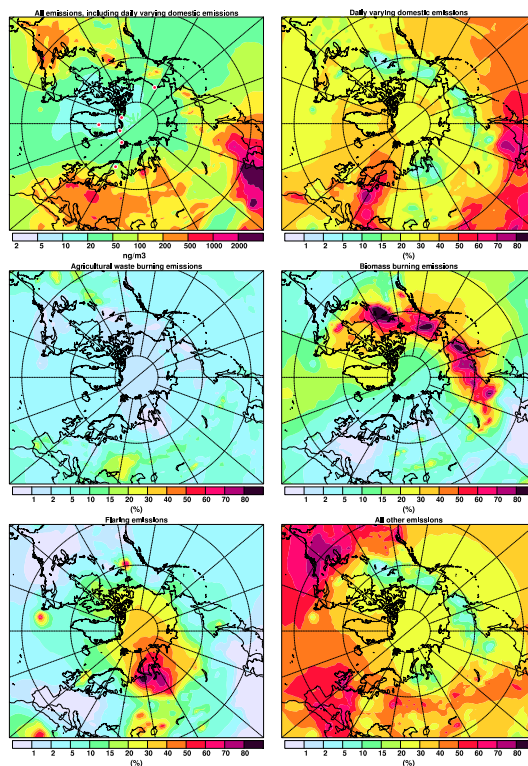 All emissions, including daily varying domestic emissions
Daily varying domestic emissions
2 5 10 20 50 100 200 500 1000 2000
ng/m3
1 2 5 10 15 20 30 40 50 60 70 80
(%)
Agricultural waste burning emissions
Biomass burning emissions
1 2 5 10 15 20 30 40 50 60 70 80
(%)
1 2 5 10 15 20 30 40 50 60 70 80
(%)
Flaring emissions
All other emissions
1 2 5 10 15 20 30 40 50 60 70 80
(%)
1 2 5 10 15 20 30 40 50 60 70 80
(%)